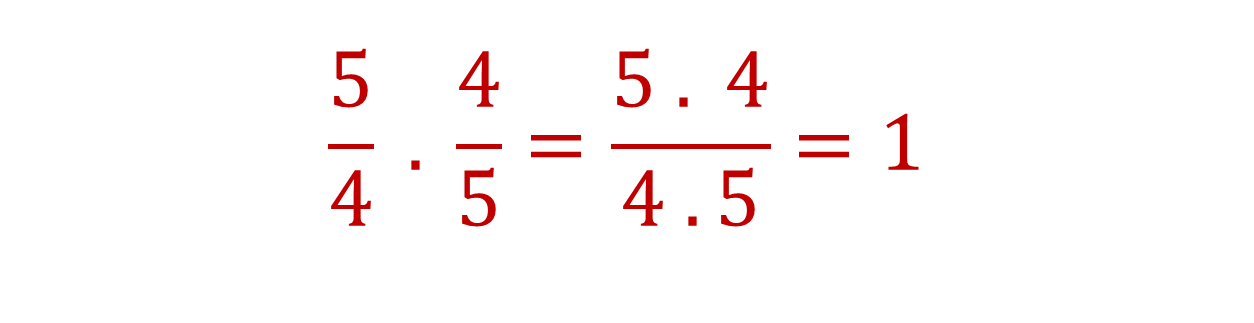 5/4 . 4/5 = 5 . 4/4 . 5 = 1